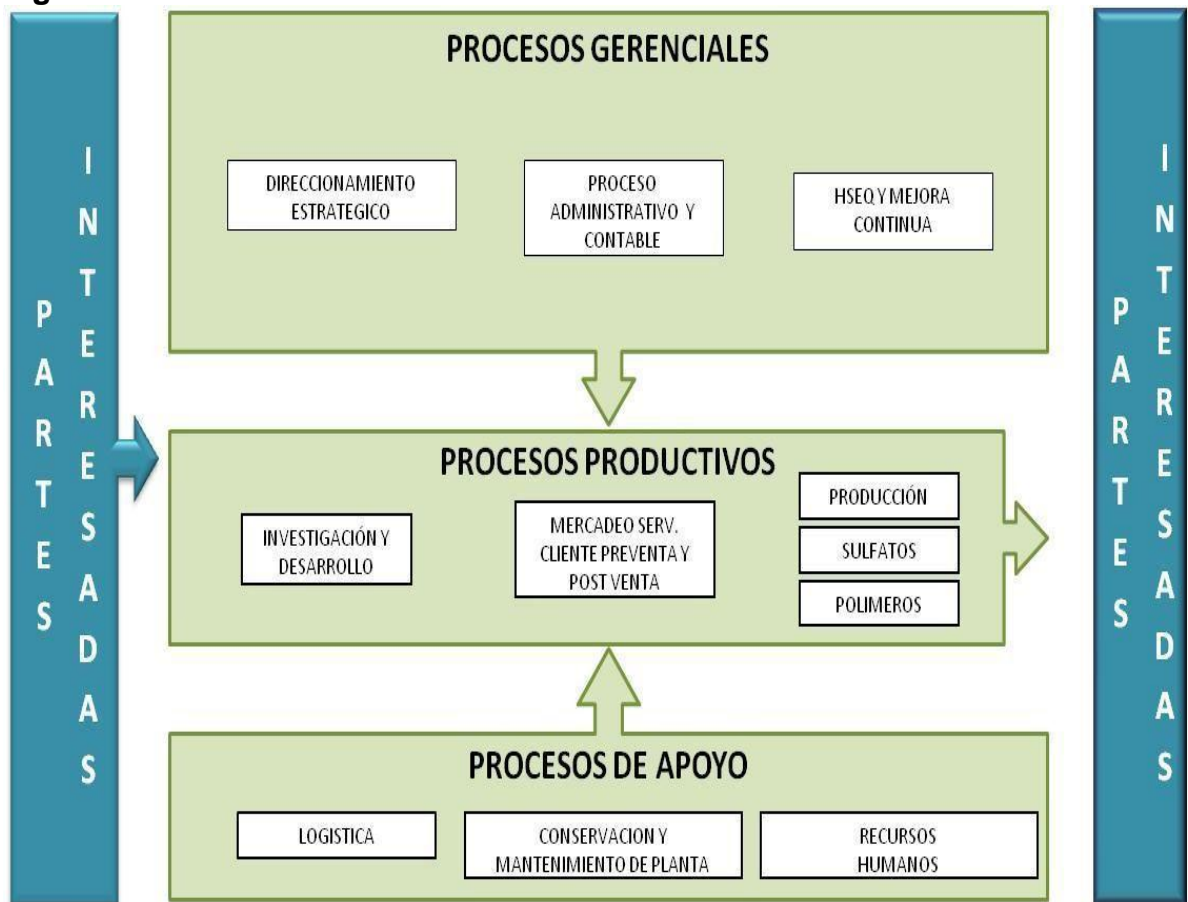 PARTES
INTERESADAS
PROCESOS GERENCIALES
DIRECCIONAMIENTO
ESTRATEGICO
PROCESO
ADMINISTRATIVO Y
CONTABLE
HSEQ Y MEJORA
CONTINUA
PROCESOS PRODUCTIVOS
INVESTIGACIÓN Y
DESARROLLO
MERCADEO SERV.
CLIENTE PREVENTA Y
POST VENTA
PRODUCCIÓN
SULFATOS
POLIMEROS
PROCESOS DE APOYO
LOGISTICA
CONSERVACION Y
MANTENIMIENTO DE PLANTA
RECURSOS
HUMANOS
PARTES
INTERESADAS